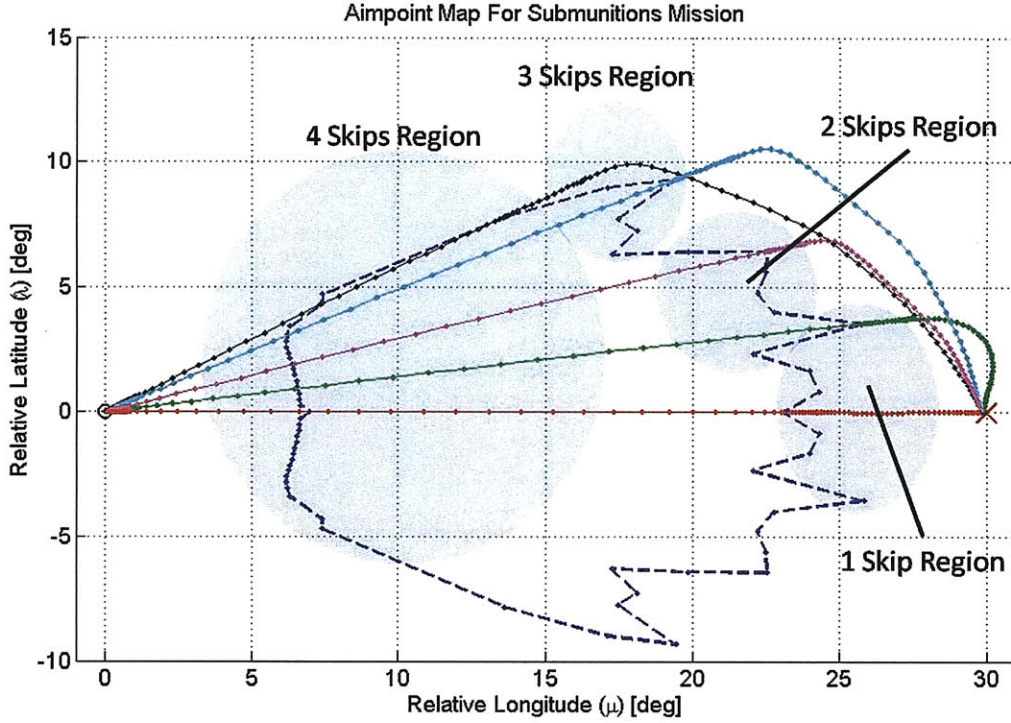 Aimpoint Map For Submunitions Mission
15
10
5
0
-5
-10
Relative Latitude (λ) [deg]
3 Skips Region
4 Skips Region
2 Skips Region
1 Skip Region
0 5 10 15 20 25 30
Relative Longitude (μ) [deg]